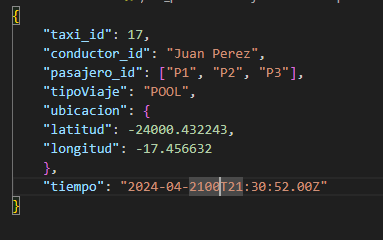 {
"taxi_id": 17,
"conductor_id": "Juan Perez",
"pasajero_id": ["P1", "P2", "P3"],
"tipoViaje": "POOL",
"ubicacion": {
"latitud": -24000.432243,
"longitud": -17.456632
},
"tiempo": "2024-04-2100T21:30:52.00Z"
}